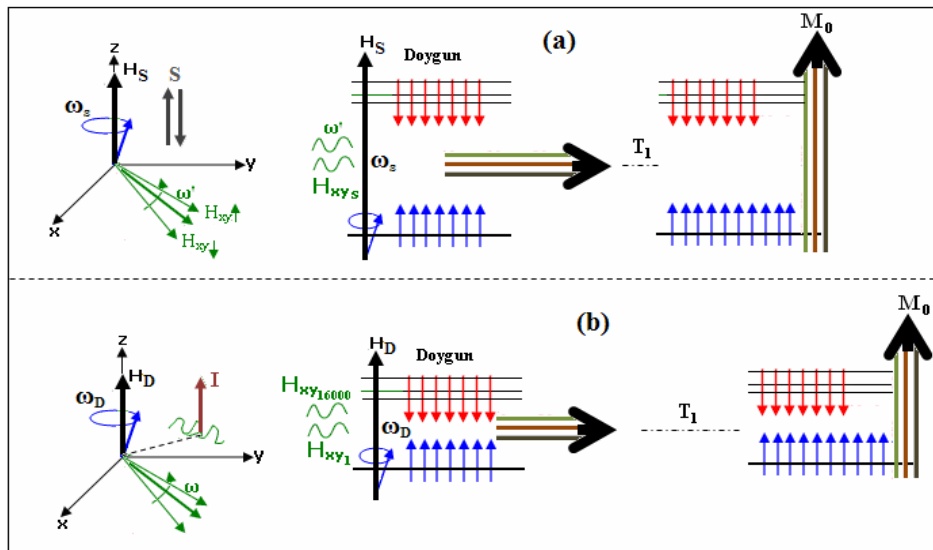 (a)
z
H_S
S
ω_s
y
ω'
H_xy↑
H_xy↓
x
H_S
Doygun
ω'
ω_s
H_xy_S
T_1
M_0
(b)
z
H_D
I
ω_D
y
ω
x
H_D
Doygun
H_xy_16000
ω_D
H_xy_1
T_1
M_0